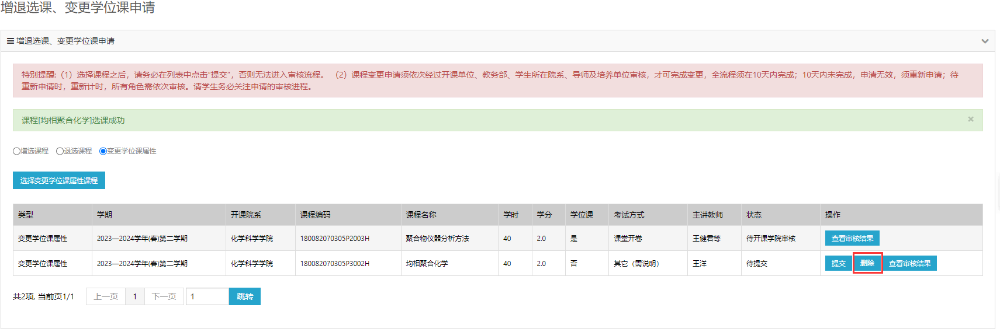 增退选课、变更学位课申请
增退选课、变更学位课申请
特别提醒:（1）选择课程之后，请务必在列表中点击“提交”，否则无法进入审核流程。 （2）课程变更申请须依次经过开课单位、教务部、学生所在院系、导师及培养单位审核，才可完成变更，全流程须在10天内完成；10天内未完成，申清无效，须重新申请；待
重新申请时，重新计时，所有角色需依次审核。请学生务必关注申请的审核进程。
课程[均相聚合化学]选课成功 ×
增选课程 退选课程 变更学位课属性
选择变更学位课属性课程
类型 学期 开课院系 课程编码 课程名称 学时 学分 学位课 考试方式 主讲教师 状态 操作
变更学位课属性 2023—2024学年(春)第二学期 化学科学学院 180082070305P2003H 聚合物仪器分析方法 40 2.0 是 课堂开卷 王健君等 待开课学院审核 查看审核结果
变更学位课属性 2023—2024学年(春)第二学期 化学科学学院 180082070305P3002H 均相聚合化学 40 2.0 否 其它（需说明） 王洋 待提交 提交 删除 查看审核结果
共2项, 当前页1/1 上一页 1 下一页 1 跳转